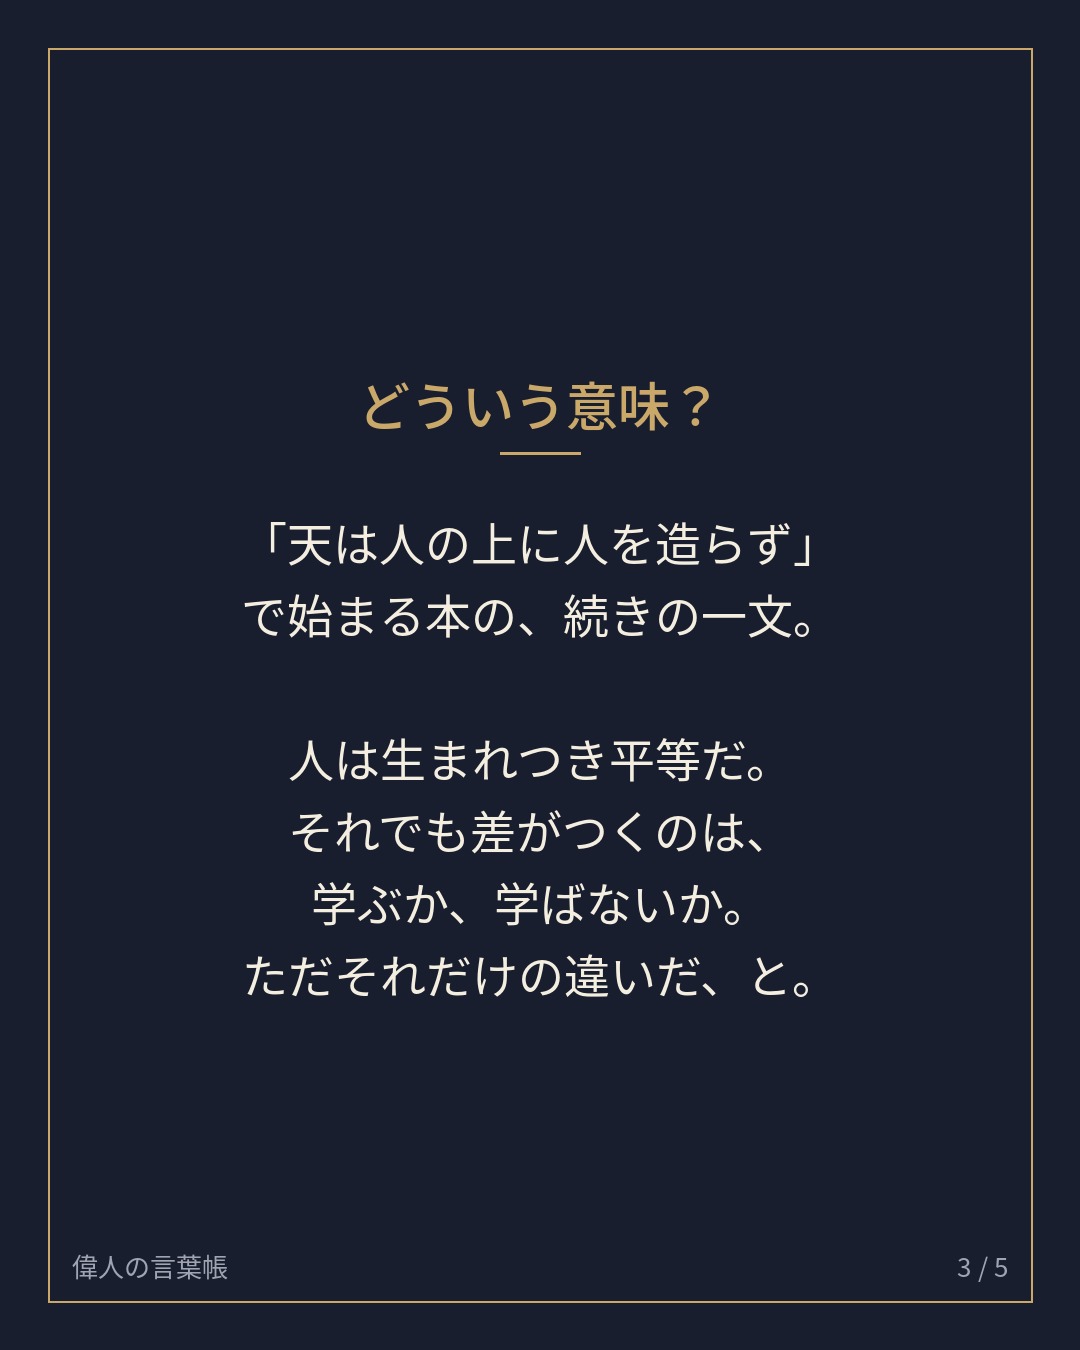 どういう意味？
「天は人の上に人を造らず」
で始まる本の、続きの一文。
人は生まれつき平等だ。
それでも差がつくのは、
学ぶか、学ばないか。
ただそれだけの違いだ、と。
偉人の言葉帳
3 / 5